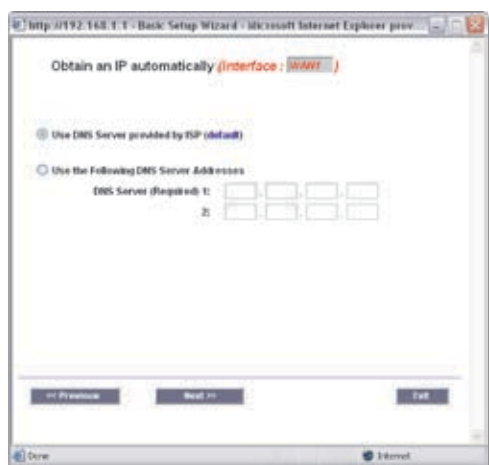 http://192.168.1.1 - Basic Setup Wizard - Microsoft Internet Explorer prov...
Obtain an IP automatically (Interface : WAN1 )
Use DNS Server provided by ISP (default)
Use the Following DNS Server Addresses
DNS Server (Required) 1:
2:
<< Previous
Next >>
Exit
Done
Internet